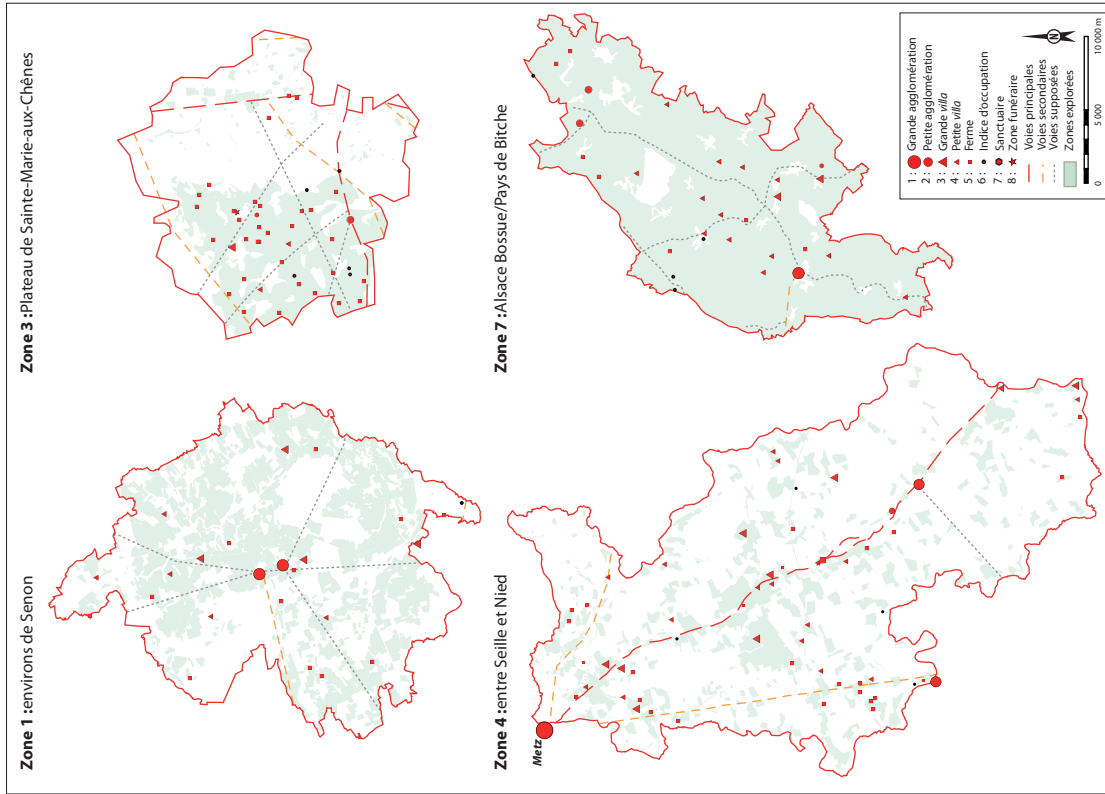 Zone 1 : environs de Senon
Zone 3 : Plateau de Sainte-Marie-aux-Chênes
Zone 4 : entre Seille et Nied
Metz
Zone 7 : Alsace Bossue/Pays de Bitche
1 : Grande agglomération
2 : Petite agglomération
3 : Grande villa
4 : Petite villa
5 : Ferme
6 : Indice d'occupation
7 : Sanctuaire
8 : Zone funéraire
Voies principales
Voies secondaires
Voies supposées
Zones explorées
N
0 5 000 10 000 m